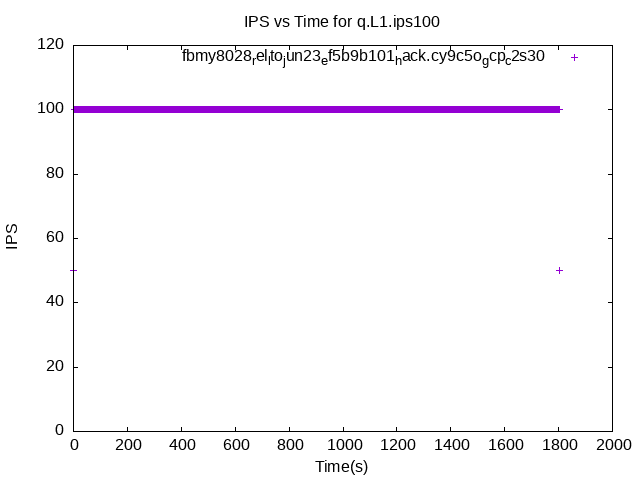 IPS vs Time for q.L1.ips100
fbmy8028relltojun23ef5b9b101hack.cy9c5ogcpc2s30
120
100
80
60
40
20
0
IPS
0 200 400 600 800 1000 1200 1400 1600 1800 2000
Time(s)